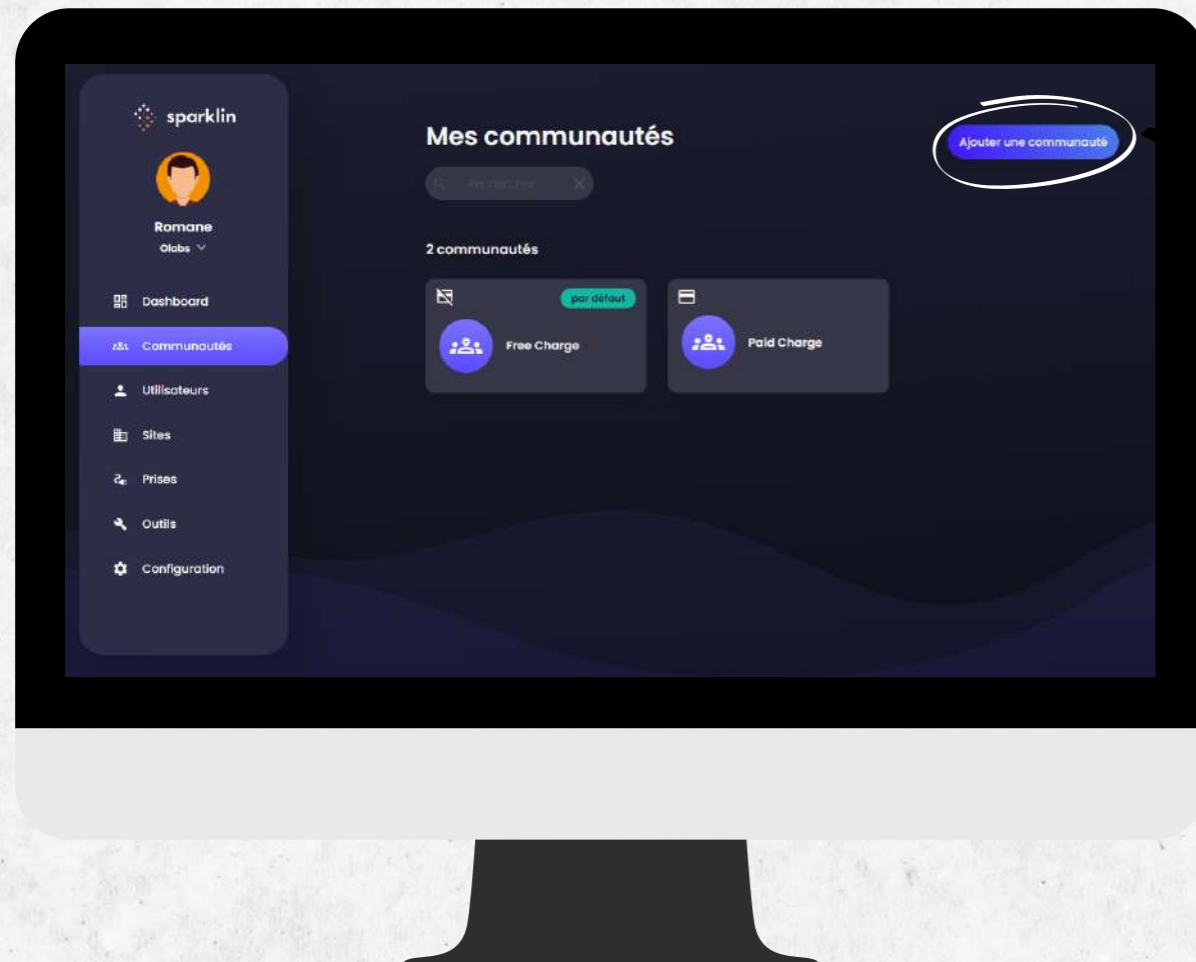 sparklin
Romane
Olabs
Dashboard
Communautés
Utilisateurs
Sites
Prises
Outils
Configuration
Mes communautés
Ajouter une communauté
2 communautés
par défaut
Free Charge
Paid Charge